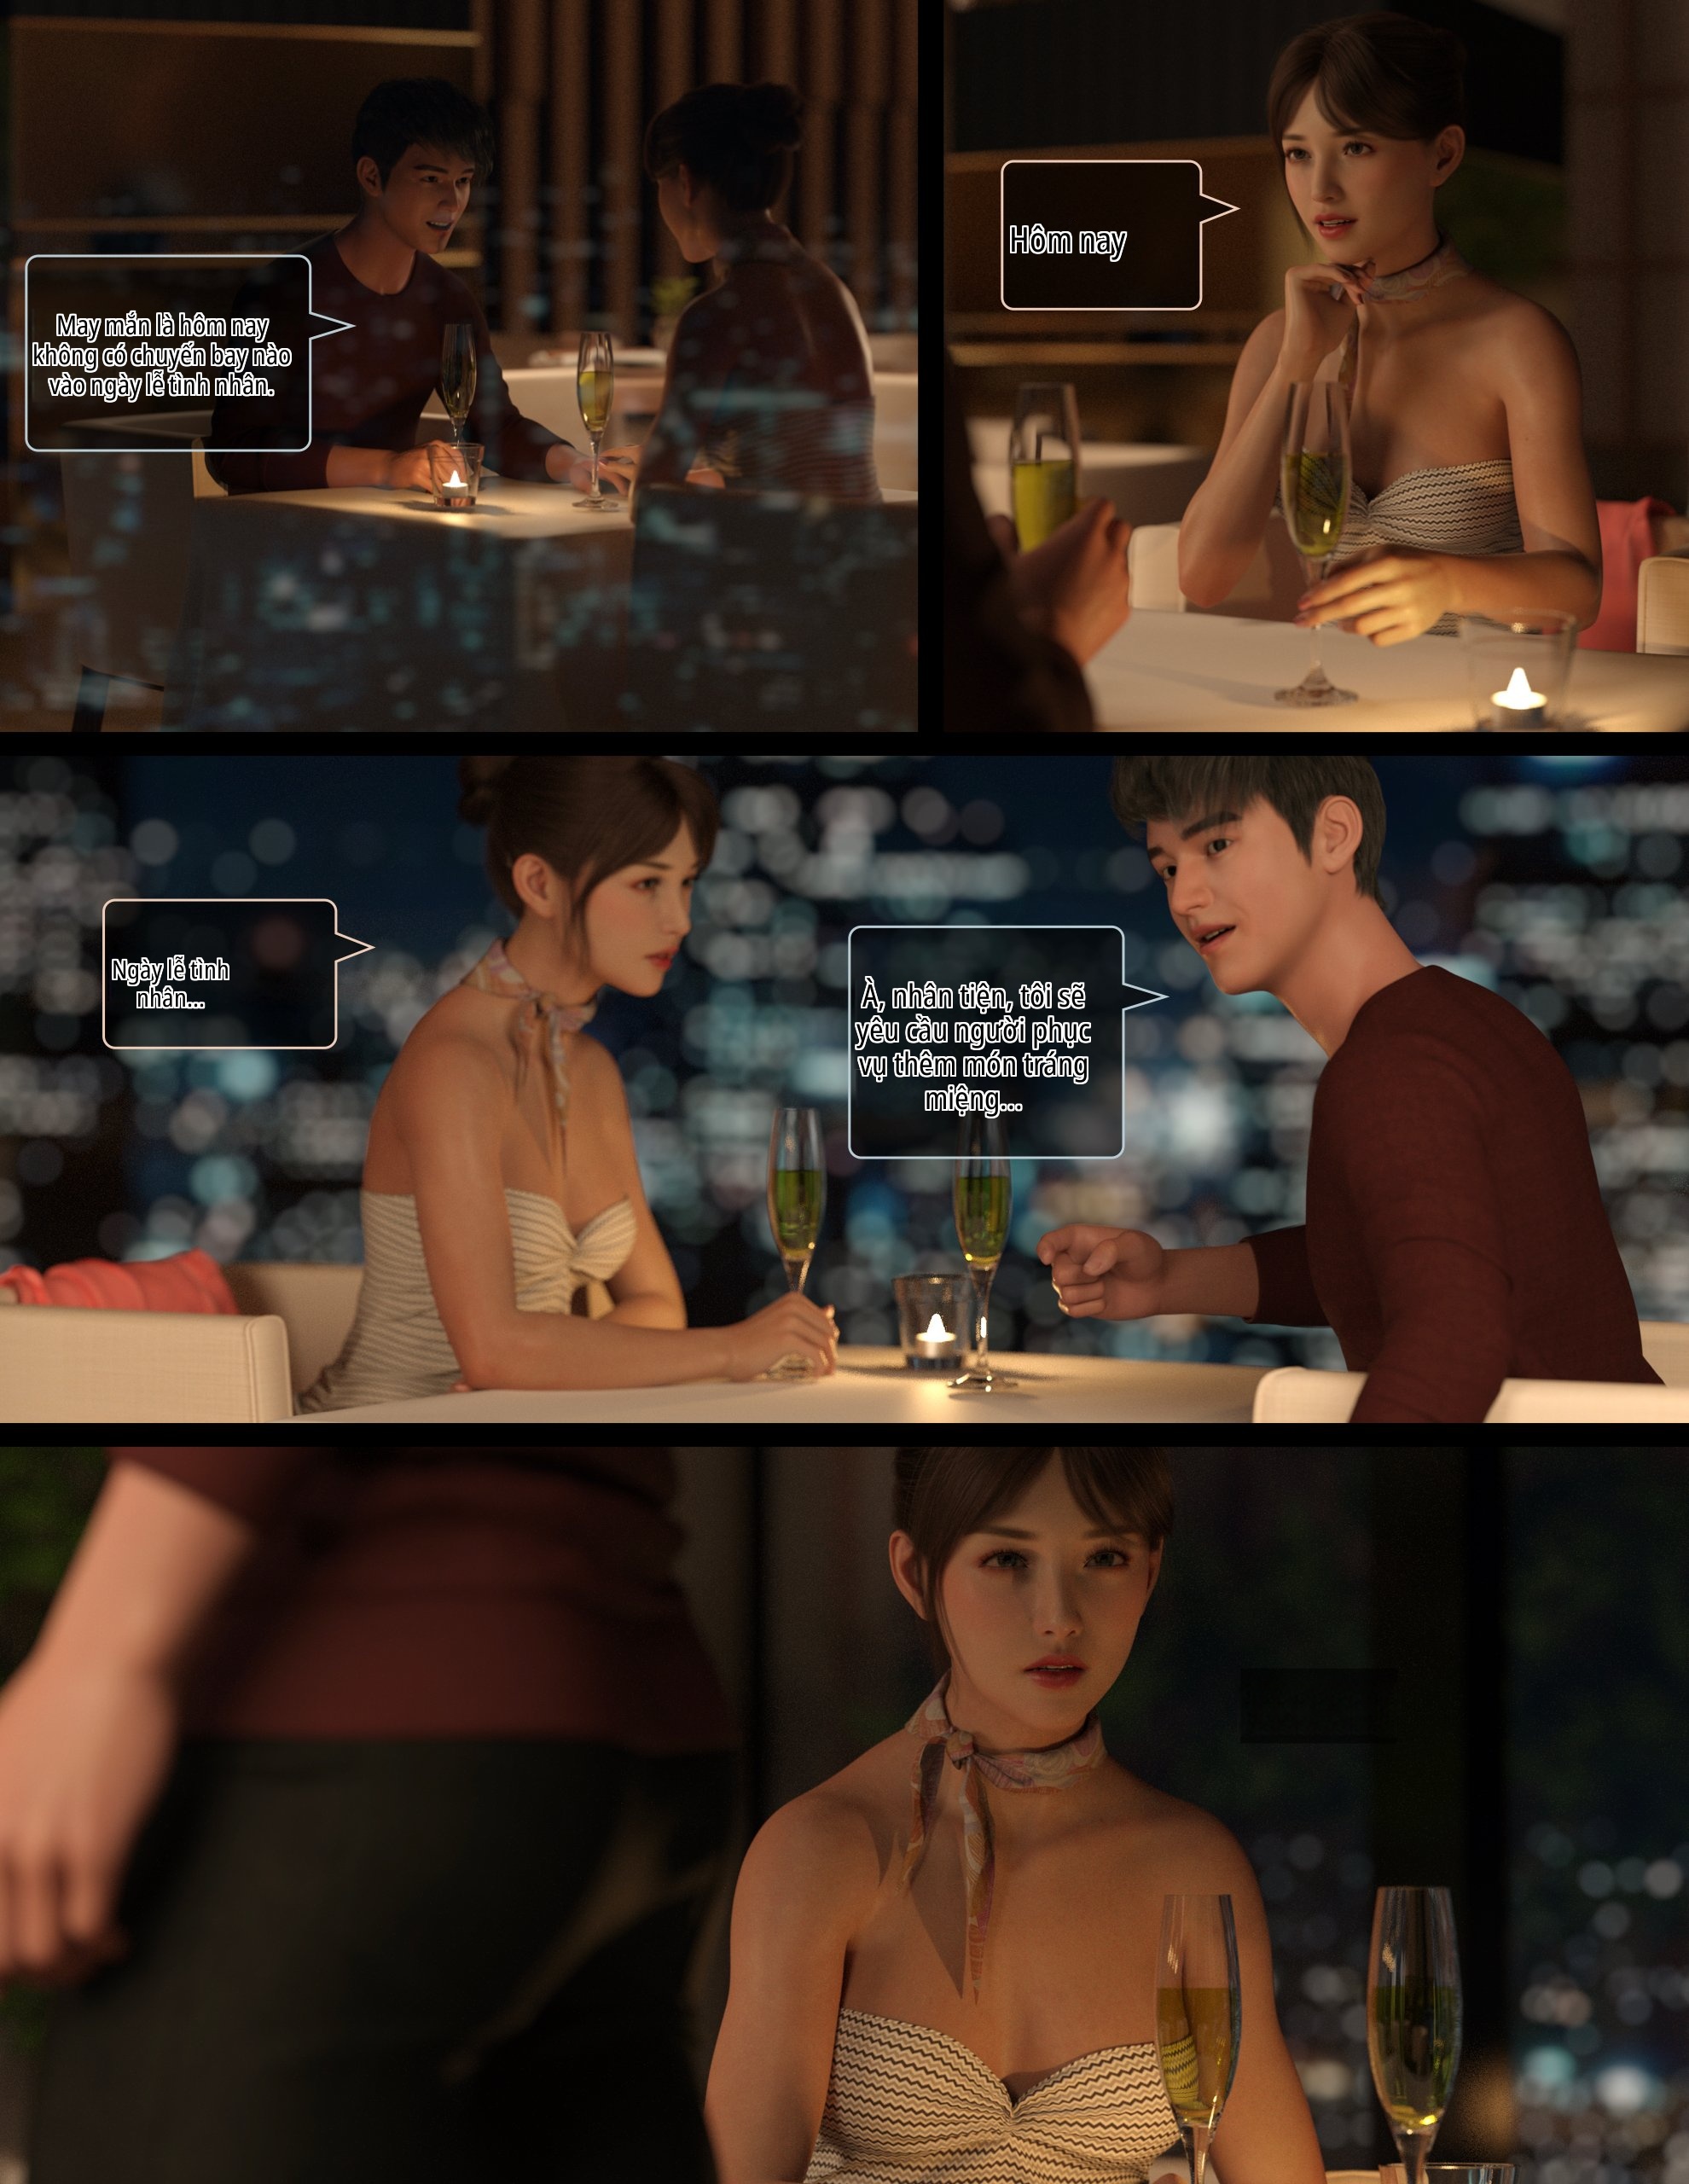 May mắn là hôm nay
không có chuyến bay nào
vào ngày lễ tình nhân.
Hôm nay
Ngày lễ tình
nhân...
À, nhân tiện, tôi sẽ
yêu cầu người phục
vụ thêm món tráng
miệng...